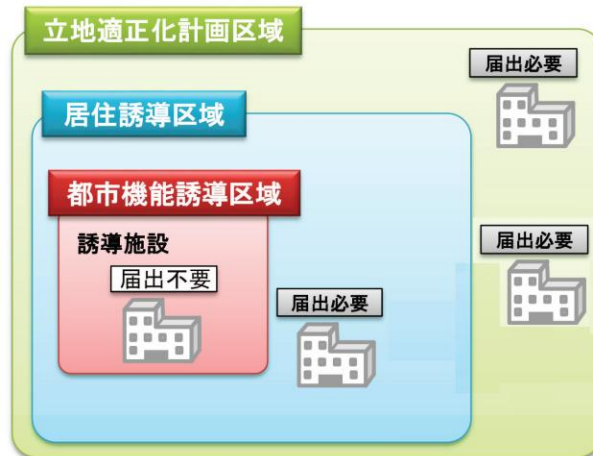 立地適正化計画区域
届出必要
居住誘導区域
都市機能誘導区域
誘導施設
届出不要
届出必要
届出必要